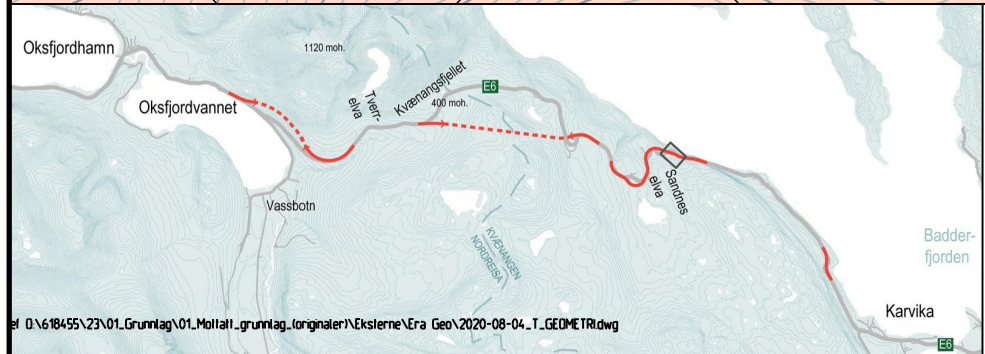 Oksfjordhamn
1120 moh.
Kvænangsfjellet
E6
Oksfjordvannet
Tverr-
elva
400 moh.
Sandnes
elva
Vassbotn
KVÆNANGEN
NORDREISA
Badder-
fjorden
Karvika
ef D:\618455\23\01_Grunnlag\01_Mottatt_grunnlag_(originaler)\Eksterne\Era Geo\2020-08-04_T_GEOMETRI.dwg
E6